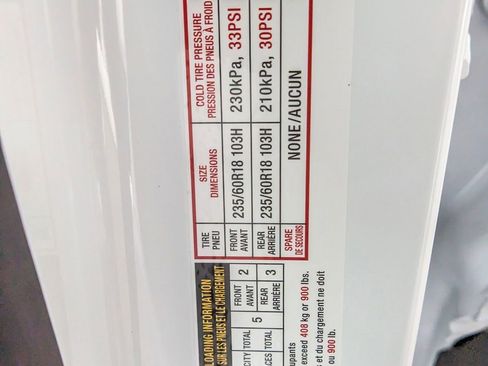 LOADING INFORMATION
SUR LES PNEUS ET LE CHARGEMENT
CITY TOTAL
ACES TOTAL
5
FRONT
AVANT
2
REAR
ARRIÈRE
3
upants
exceed 408 kg or 900 lbs.
s et du chargement ne doit
ou 900 lb.
TIRE
PNEU
SIZE
DIMENSIONS
COLD TIRE PRESSURE
PRESSION DES PNEUS À FROID
FRONT
AVANT
235/60R18 103H
230kPa, 33PSI
REAR
ARRIÈRE
235/60R18 103H
210kPa, 30PSI
SPARE
DE SECOURS
NONE/AUCUN